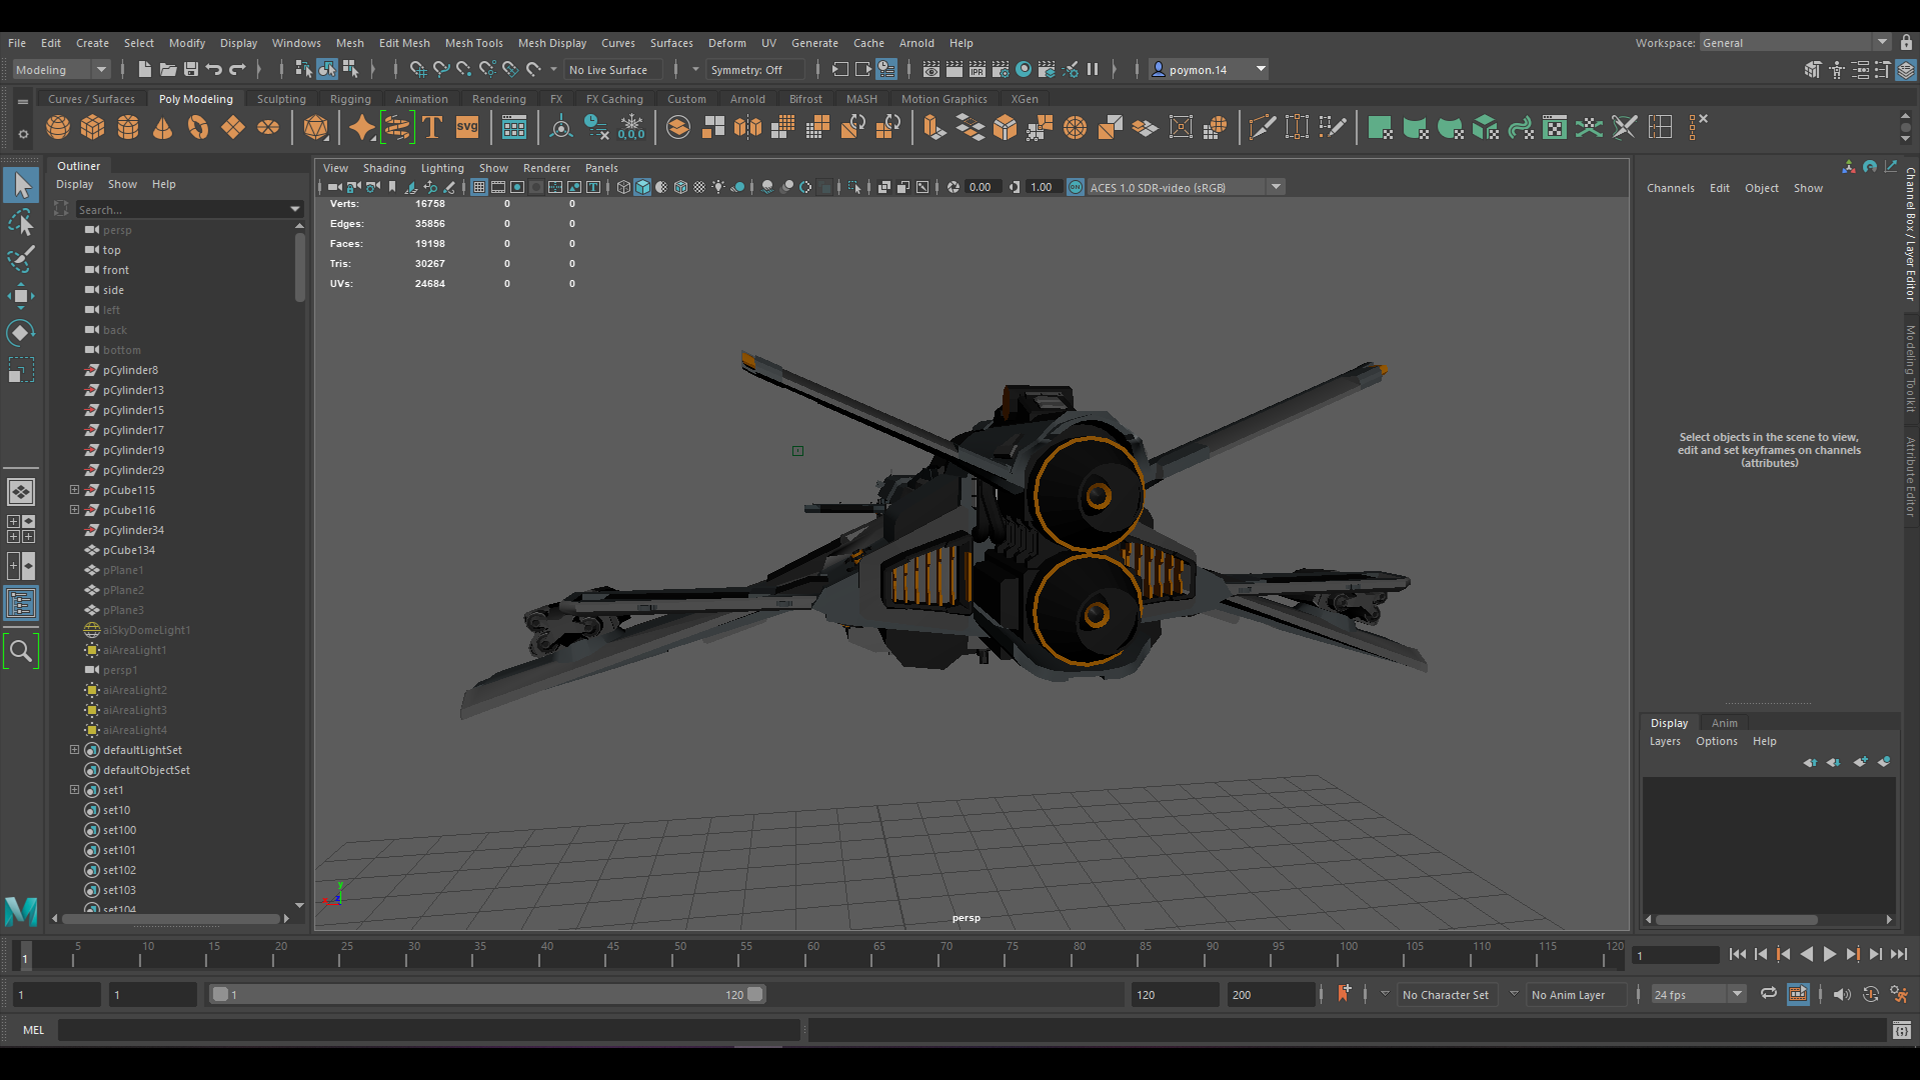 File Edit Create Select Modify Display Windows Mesh Edit Mesh Mesh Tools Mesh Display Curves Surfaces Deform UV Generate Cache Arnold Help Workspace: General
Modeling No Live Surface Symmetry: Off IPR poymon.14
Curves / Surfaces Poly Modeling Sculpting Rigging Animation Rendering FX FX Caching Custom Arnold Bifrost MASH Motion Graphics XGen
T SVG 0,0,0
Outliner
Display Show Help
Search...
persp
top
front
side
left
back
bottom
pCylinder8
pCylinder13
pCylinder15
pCylinder17
pCylinder19
pCylinder29
pCube115
pCube116
pCylinder34
pCube134
pPlane1
pPlane2
pPlane3
aiSkyDomeLight1
aiAreaLight1
persp1
aiAreaLight2
aiAreaLight3
aiAreaLight4
defaultLightSet
defaultObjectSet
set1
set10
set100
set101
set102
set103
set104
View Shading Lighting Show Renderer Panels
0.00 1.00 ACES 1.0 SDR-video (sRGB)
Verts: 16758 0 0
Edges: 35856 0 0
Faces: 19198 0 0
Tris: 30267 0 0
UVs: 24684 0 0
y
persp
Channels Edit Object Show
Select objects in the scene to view,
edit and set keyframes on channels
(attributes)
Channel Box / Layer Editor
Modeling Toolkit
Attribute Editor
Display Anim
Layers Options Help
1 5 10 15 20 25 30 35 40 45 50 55 60 65 70 75 80 85 90 95 100 105 110 115 120 1
1 1 1 120 120 200 No Character Set No Anim Layer 24 fps
MEL